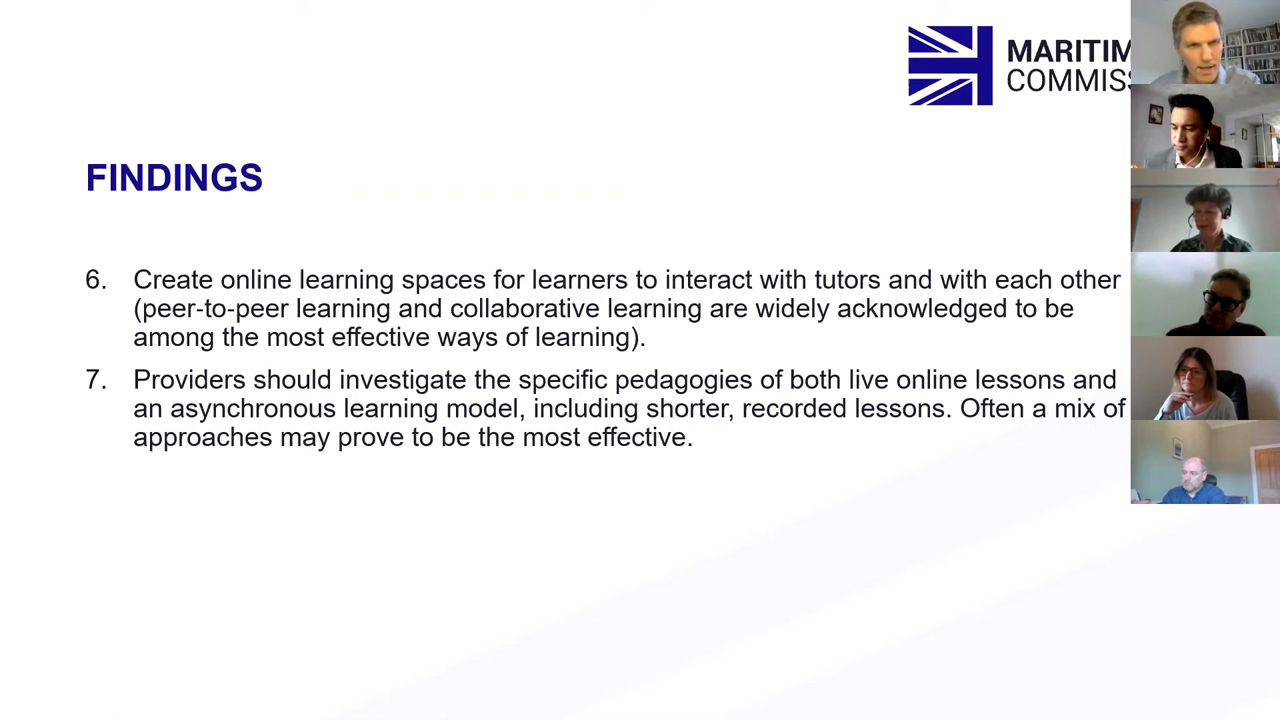 MARITIM
COMMISS
FINDINGS
6. Create online learning spaces for learners to interact with tutors and with each other
(peer-to-peer learning and collaborative learning are widely acknowledged to be
among the most effective ways of learning).
7. Providers should investigate the specific pedagogies of both live online lessons and
an asynchronous learning model, including shorter, recorded lessons. Often a mix of
approaches may prove to be the most effective.